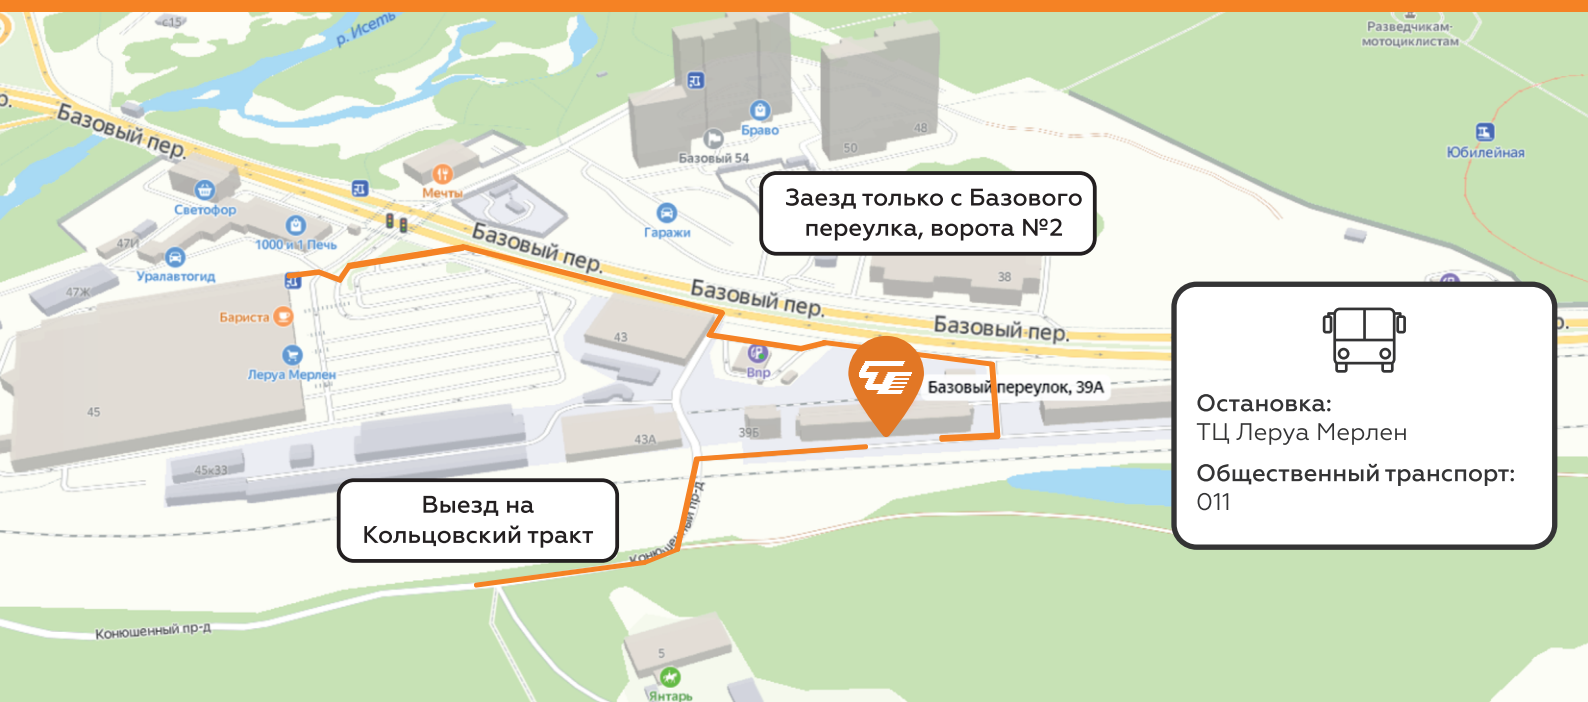 с15
р. Исеть
Разведчикам-
мотоциклистам
р.
Базовый пер.
Браво
48
50
Базовый 54
Юбилейная
Мечты
Светофор
Заезд только с Базового
переулка, ворота №2
Гаражи
47И
1000 и 1 Печь
Базовый пер.
Уралавтогид
47Ж
38
Базовый пер.
Бариста
Базовый пер.
р.
43
Впр
Леруа Мерлен
Базовый переулок, 39А
45
39Б
43А
45к33
Остановка:
ТЦ Леруа Мерлен
Общественный транспорт:
011
Выезд на
Кольцовский тракт
Конюшенный пр-д
Конюшенный пр-д
5
Янтарь